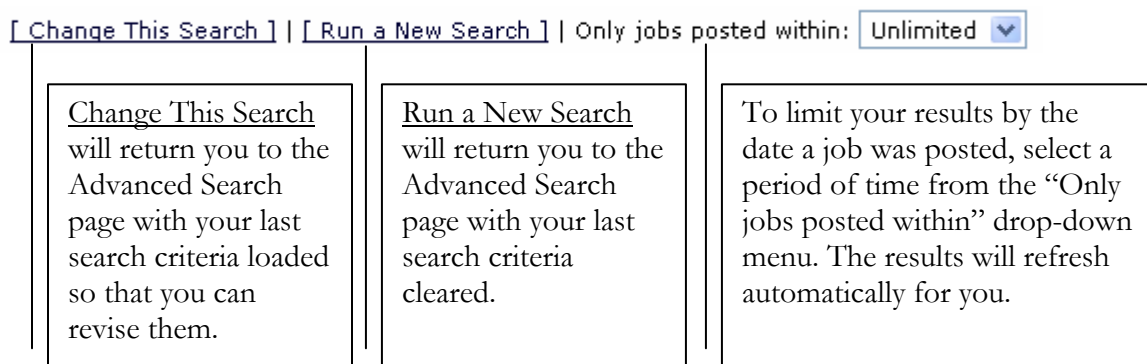 [ Change This Search ] | [ Run a New Search ] | Only jobs posted within: Unlimited
Change This Search
will return you to the
Advanced Search
page with your last
search criteria loaded
so that you can
revise them.
Run a New Search
will return you to the
Advanced Search
page with your last
search criteria
cleared.
To limit your results by the
date a job was posted, select a
period of time from the “Only
jobs posted within” drop-down
menu. The results will refresh
automatically for you.